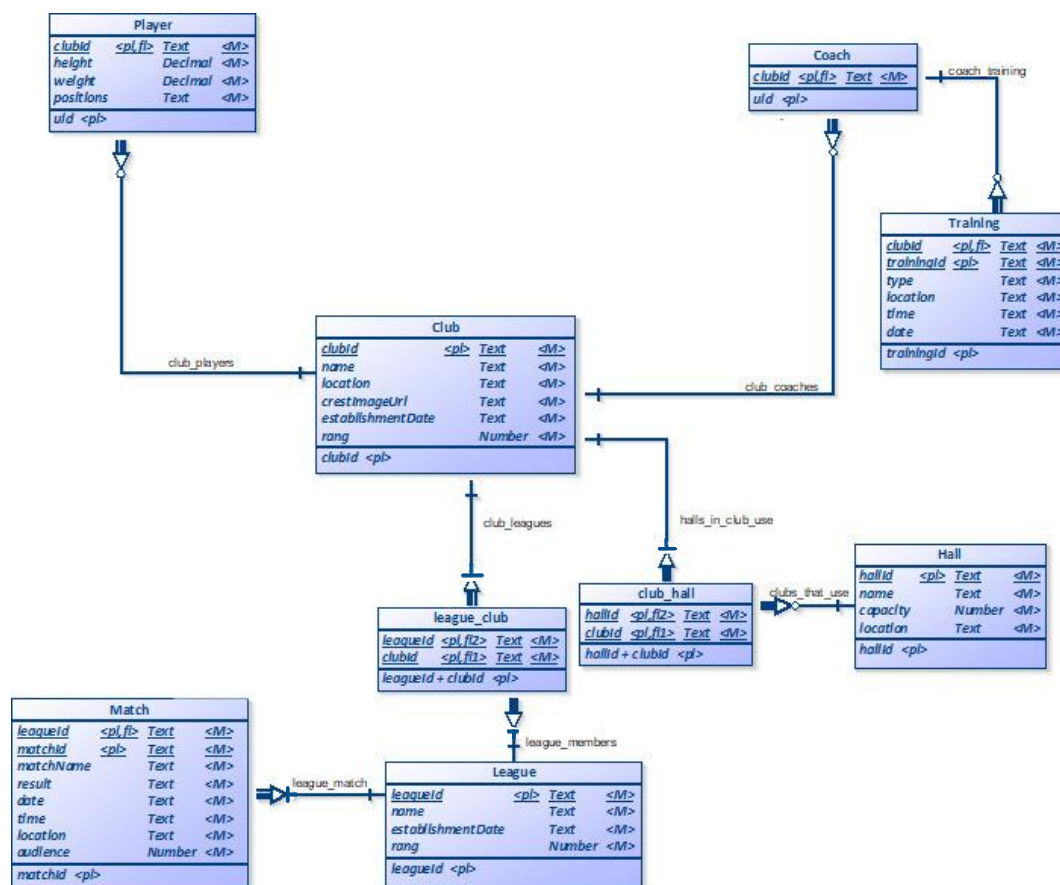 Player
clubId <pi,fi> Text <M>
height Decimal <M>
weight Decimal <M>
positions Text <M>
uId <pi>
Coach
clubId <pi,fi> Text <M>
uId <pi>
coach_training
Training
clubId <pi,fi> Text <M>
trainingId <pi> Text <M>
type Text <M>
location Text <M>
time Text <M>
date Text <M>
trainingId <pi>
Club
clubId <pi> Text <M>
name Text <M>
location Text <M>
crestImageUrl Text <M>
establishmentDate Text <M>
rang Number <M>
clubId <pi>
club_players
club_coaches
club_leagues
halls_in_club_use
league_club
leagueId <pi,fi2> Text <M>
clubId <pi,fi1> Text <M>
leagueId + clubId <pi>
club_hall
hallId <pi,fi2> Text <M>
clubId <pi,fi1> Text <M>
hallId + clubId <pi>
clubs_that_use
Hall
hallId <pi> Text <M>
name Text <M>
capacity Number <M>
location Text <M>
hallId <pi>
Match
leagueId <pi,fi> Text <M>
matchId <pi> Text <M>
matchName Text <M>
result Text <M>
date Text <M>
time Text <M>
location Text <M>
audience Number <M>
matchId <pi>
league_match
league_members
League
leagueId <pi> Text <M>
name Text <M>
establishmentDate Text <M>
rang Number <M>
leagueId <pi>